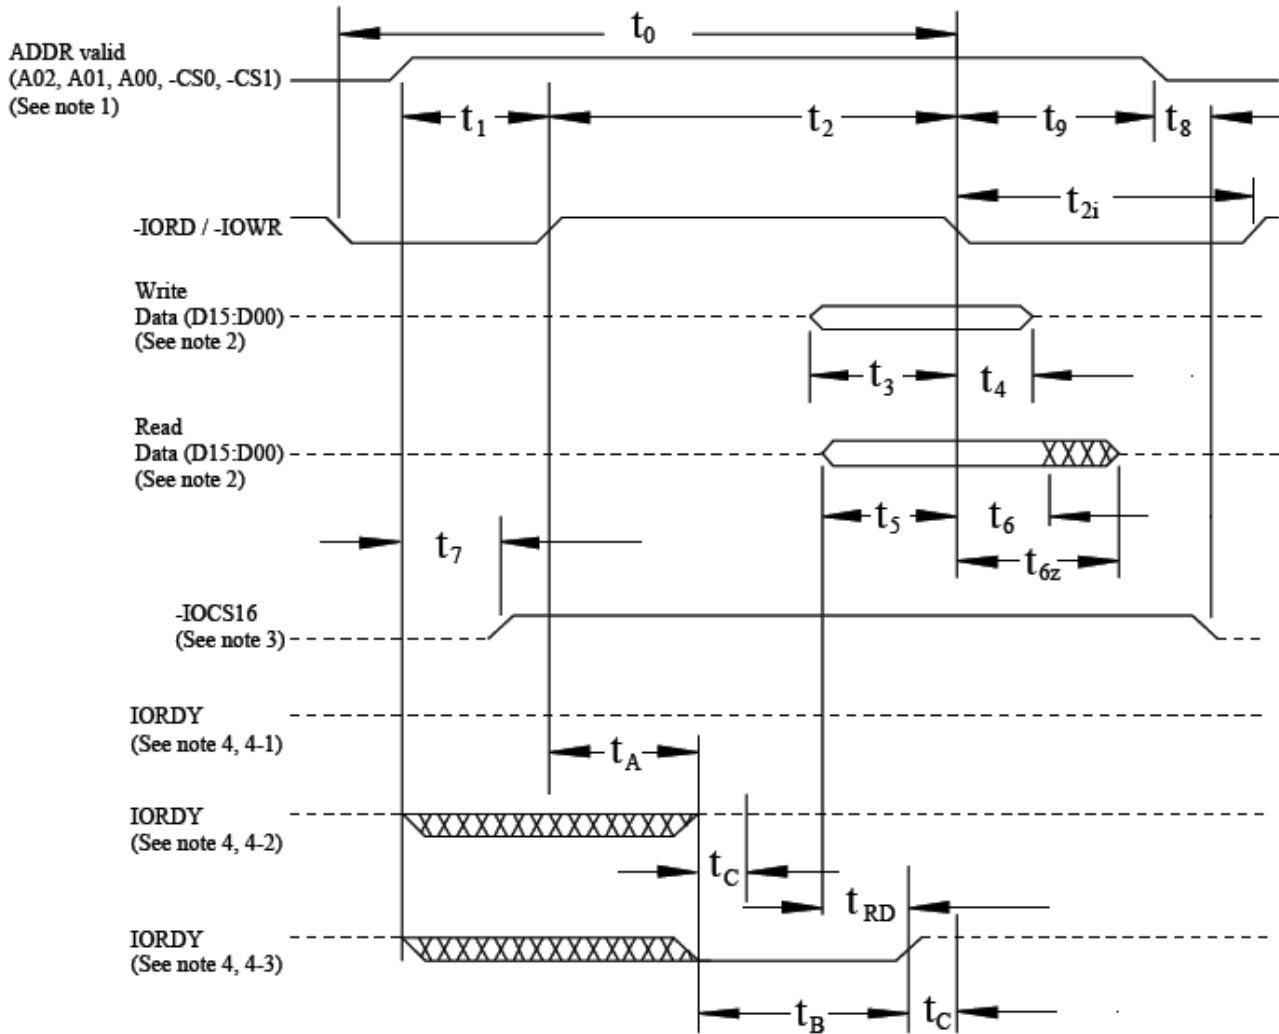 t0
ADDR valid
(A02, A01, A00, -CS0, -CS1)
(See note 1)
t1
t2
t9
t8
t2i
-IORD / -IOWR
Write
Data (D15:D00)
(See note 2)
t3
t4
Read
Data (D15:D00)
(See note 2)
t5
t6
t7
t6z
-IOCS16
(See note 3)
IORDY
(See note 4, 4-1)
tA
IORDY
(See note 4, 4-2)
tC
tRD
IORDY
(See note 4, 4-3)
tB
tC